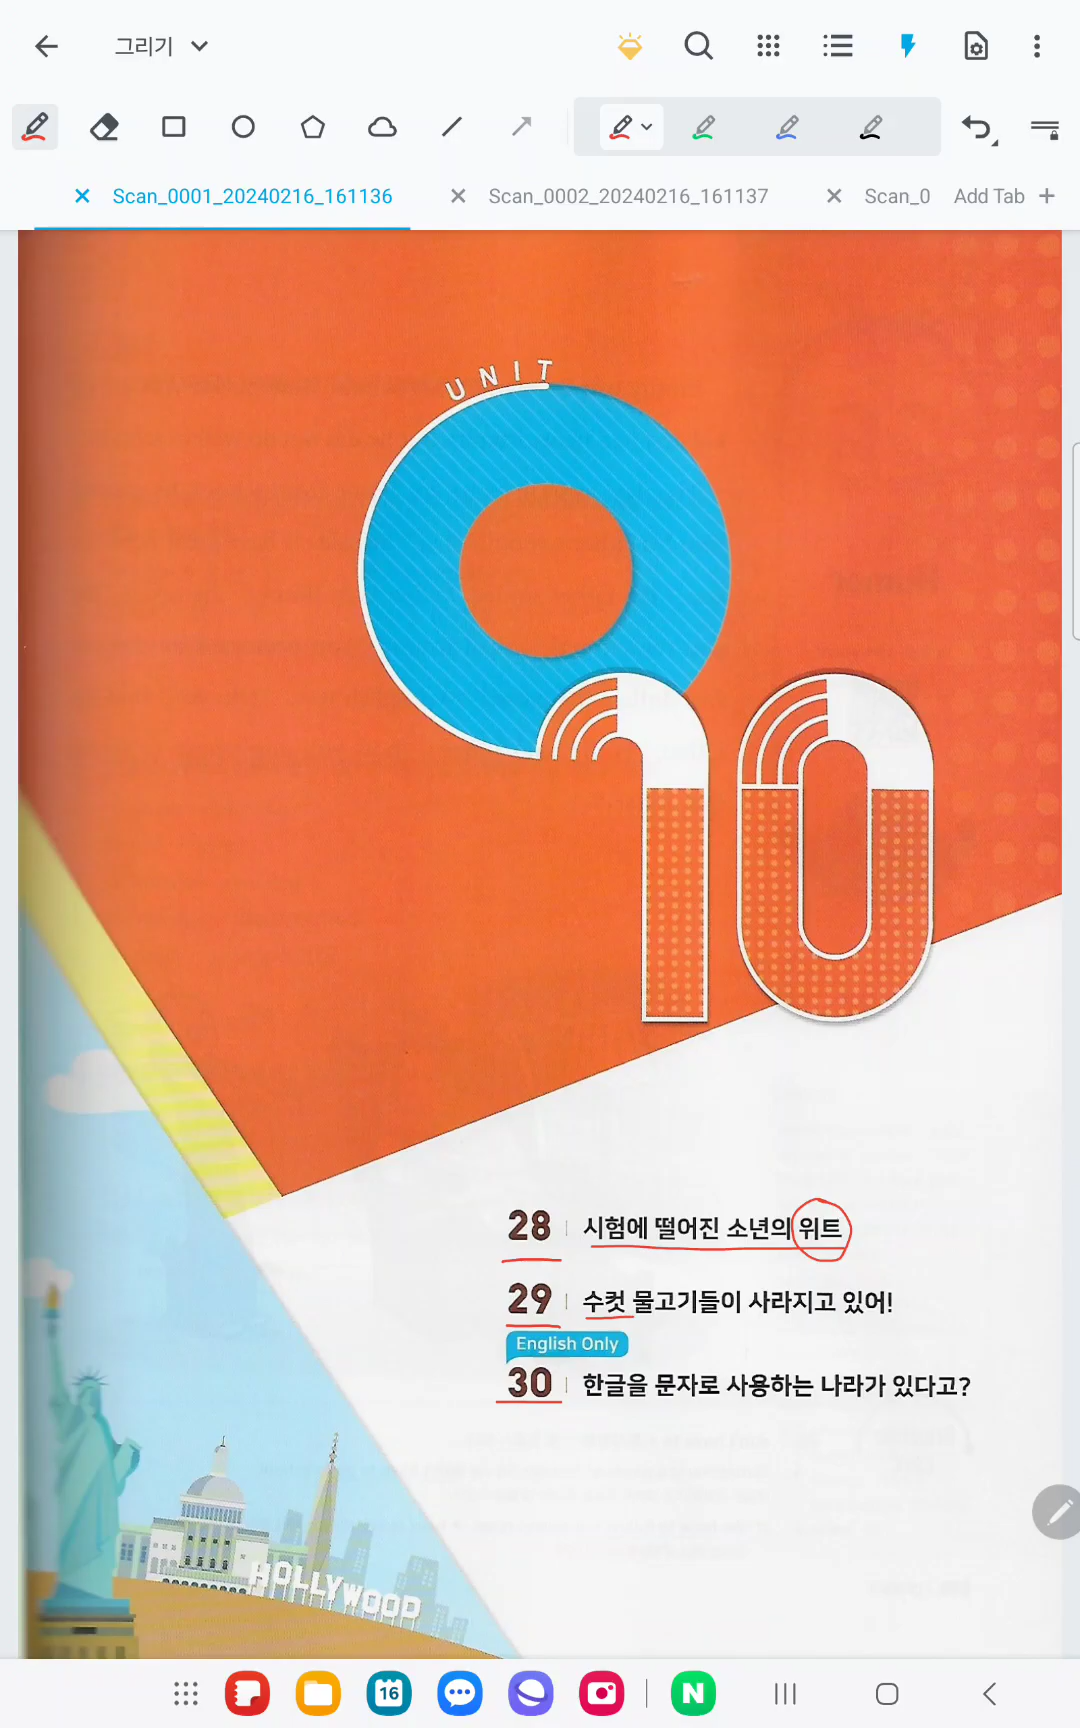 그리기
Scan_0001_20240216_161136
Scan_0002_20240216_161137
Scan_0
Add Tab
UNIT
10
28 시험에 떨어진 소년의 위트
29 수컷 물고기들이 사라지고 있어!
English Only
30 한글을 문자로 사용하는 나라가 있다고?
HOLLYWOOD
16
N